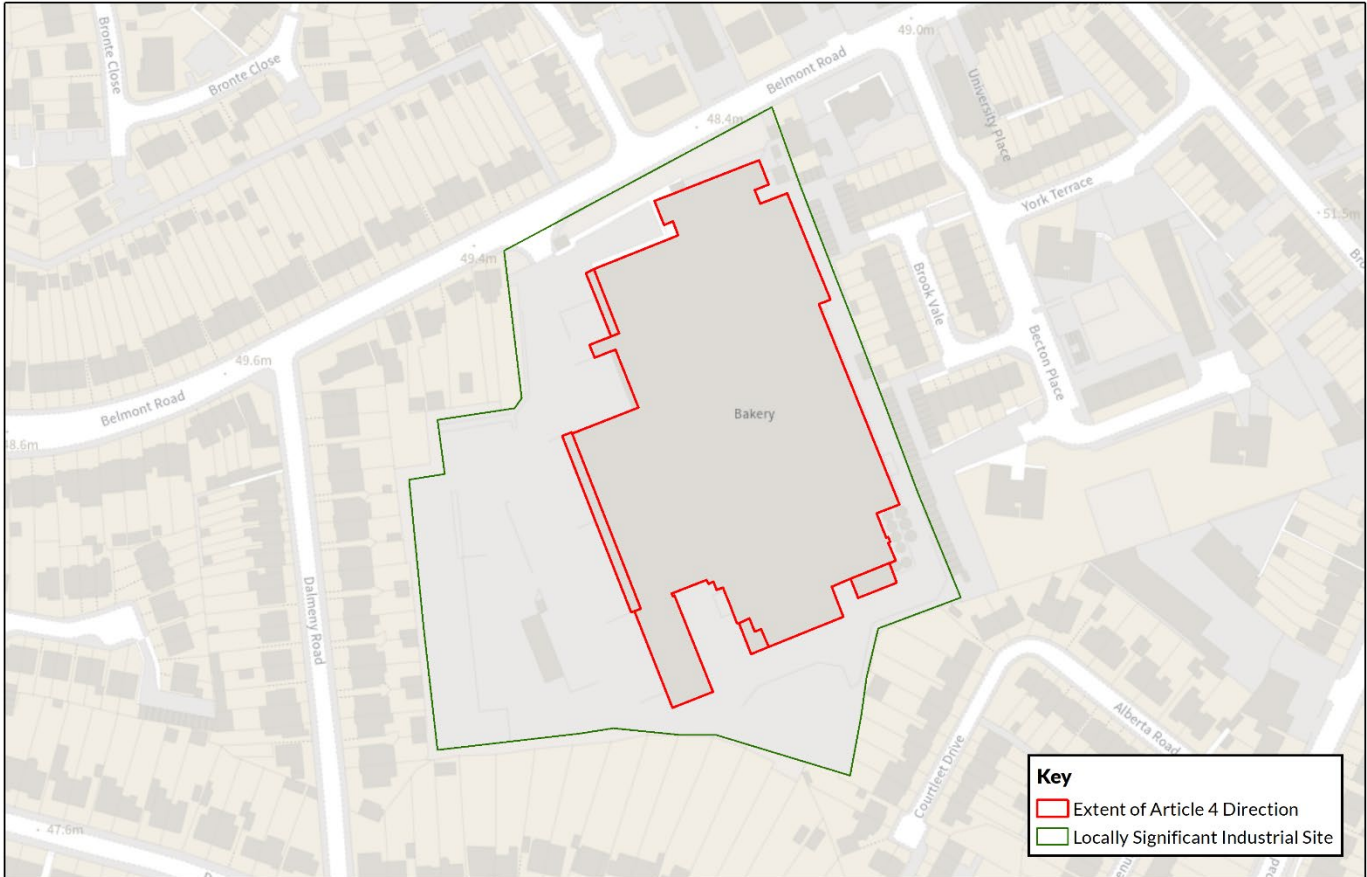 Bronte Close
Bronte Close
Belmont Road
49.0m
University Place
48.4m
York Terrace
51.5m
49.4m
Brook Vale
Becton Place
49.6m
Belmont Road
Bakery
Dalmeny Road
Alberta Road
Courtleet Drive
47.6m
Key
Extent of Article 4 Direction
Locally Significant Industrial Site